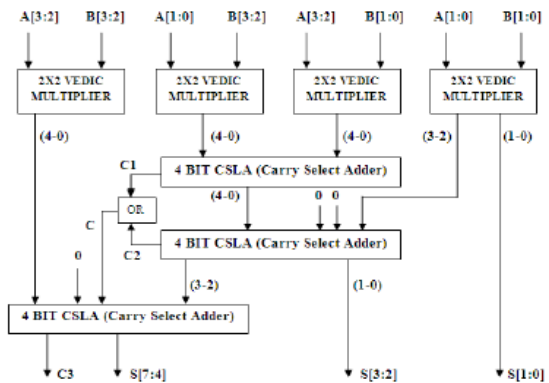 A[3:2] B[3:2] A[1:0] B[3:2] A[3:2] B[1:0] A[1:0] B[1:0]
2X2 VEDIC MULTIPLIER
2X2 VEDIC MULTIPLIER
2X2 VEDIC MULTIPLIER
2X2 VEDIC MULTIPLIER
(4-0) (4-0) (4-0) (3-2) (1-0)
C1 4 BIT CSLA (Carry Select Adder)
(4-0) 0 0
OR
C C2 4 BIT CSLA (Carry Select Adder)
0 (3-2) (1-0)
4 BIT CSLA (Carry Select Adder)
C3 S[7:4] S[3:2] S[1:0]